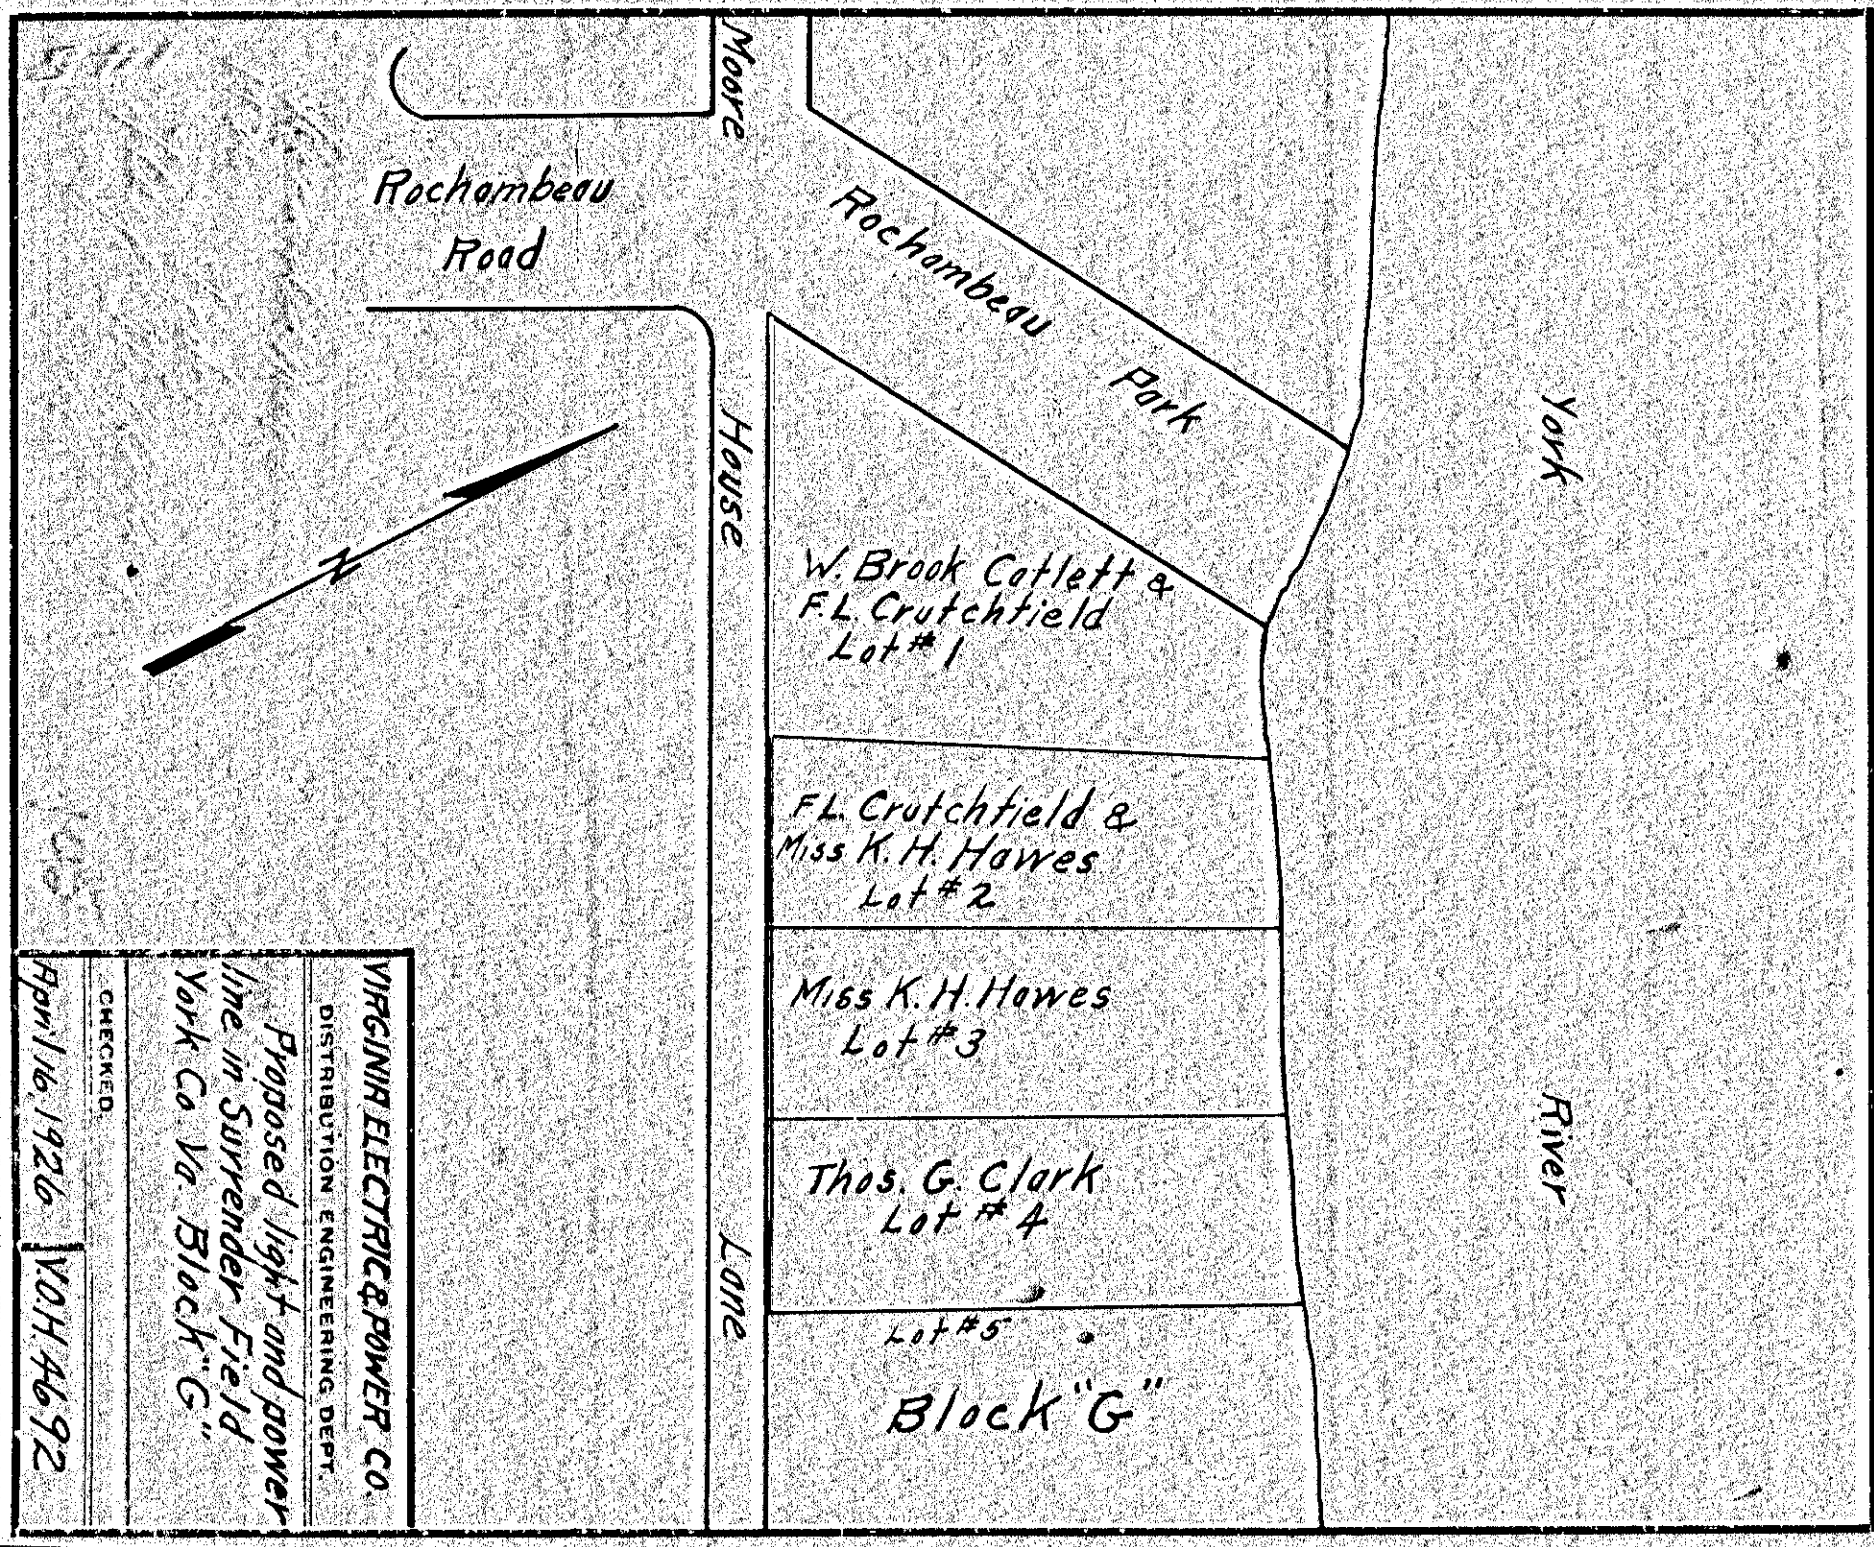 Moore
House
Lane
Rochambeau
Road
Rochambeau
Park
York
River
W. Brook Catlett &
F.L. Crutchfield
Lot # 1
F.L. Crutchfield &
Miss K. H. Hawes
Lot # 2
Miss K. H. Hawes
Lot # 3
Thos. G. Clark
Lot # 4
Lot # 5
Block "G"
N
VIRGINIA ELECTRIC & POWER CO.
DISTRIBUTION ENGINEERING DEPT.
Proposed light and power
line in Surrender Field
York Co. Va. Block "G"
CHECKED
April 16, 1926
VOH 4692